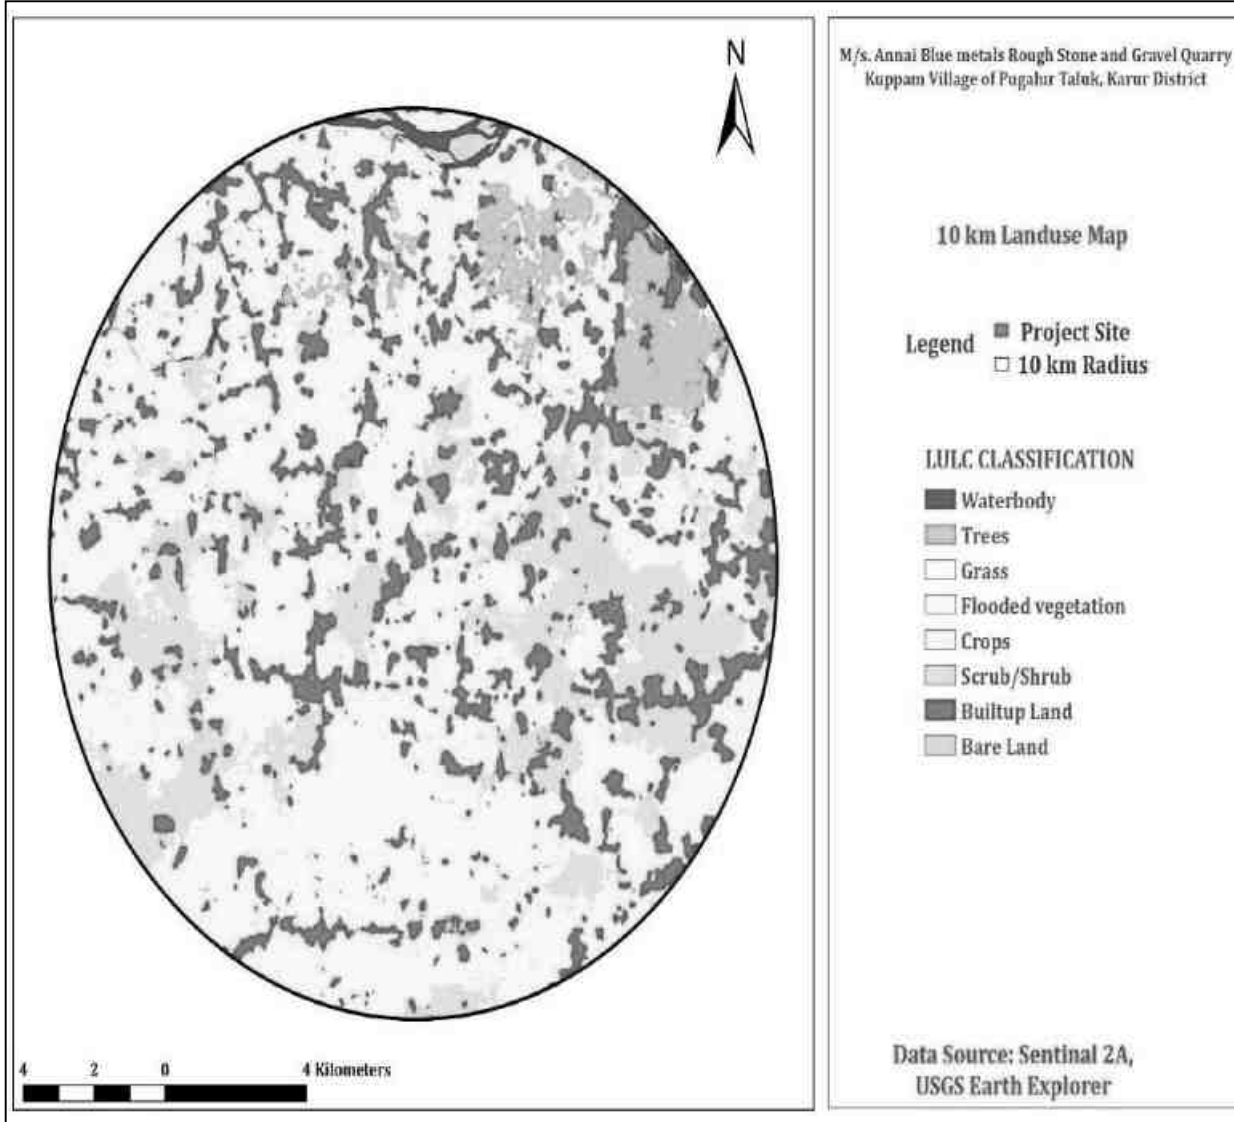 N
M/s. Annai Blue metals Rough Stone and Gravel Quarry
Kuppam Village of Pugalur Taluk, Karur District
10 km Landuse Map
Legend
Project Site
10 km Radius
LULC CLASSIFICATION
Waterbody
Trees
Grass
Flooded vegetation
Crops
Scrub/Shrub
Builtup Land
Bare Land
4 2 0 4 Kilometers
Data Source: Sentinal 2A,
USGS Earth Explorer